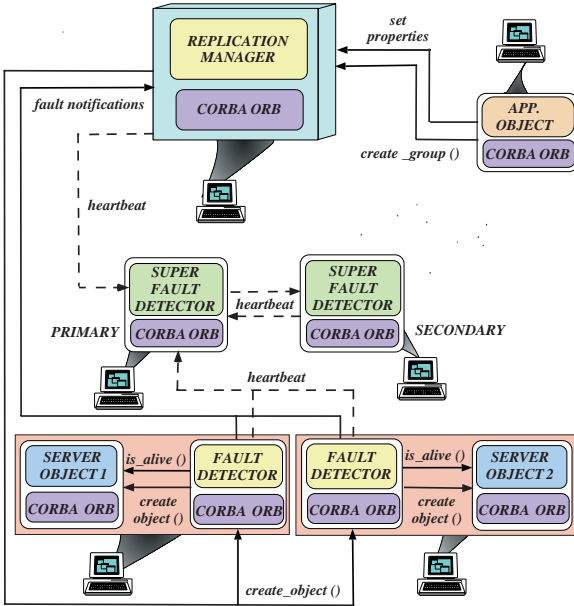 REPLICATION
MANAGER
CORBA ORB
set
properties
APP.
OBJECT
CORBA ORB
fault notifications
create _group ()
heartbeat
SUPER
FAULT
DETECTOR
CORBA ORB
PRIMARY
heartbeat
SUPER
FAULT
DETECTOR
CORBA ORB
SECONDARY
heartbeat
SERVER
OBJECT 1
CORBA ORB
is_alive ()
create
object ()
FAULT
DETECTOR
CORBA ORB
FAULT
DETECTOR
CORBA ORB
is_alive ()
create
object ()
SERVER
OBJECT 2
CORBA ORB
create_object ()